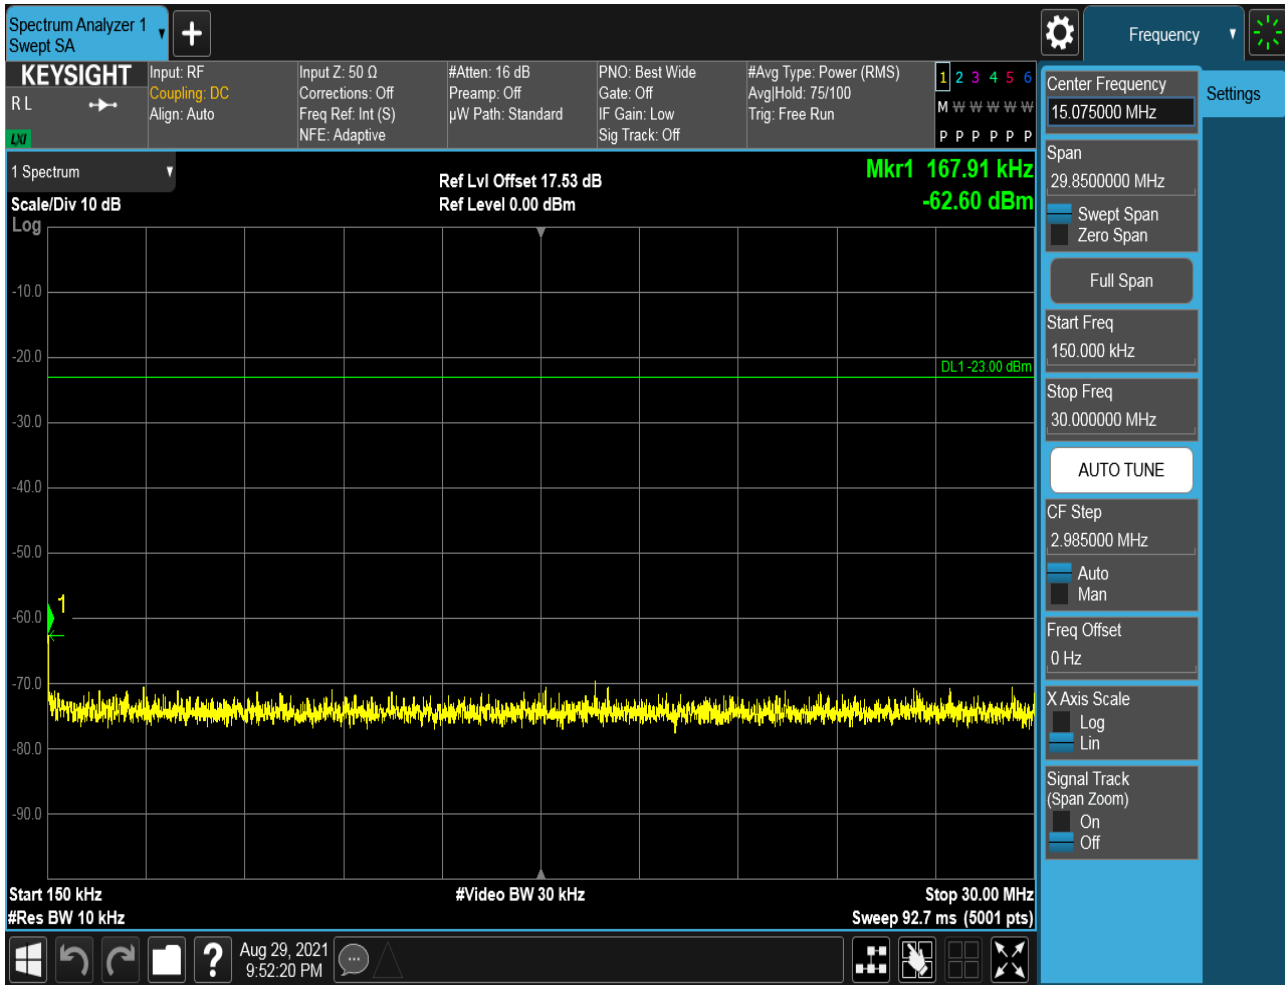 Spectrum Analyzer 1
Swept SA
Frequency
KEYSIGHT
R L
LXI
Input: RF
Coupling: DC
Align: Auto
Input Z: 50 Ω
Corrections: Off
Freq Ref: Int (S)
NFE: Adaptive
#Atten: 16 dB
Preamp: Off
µW Path: Standard
PNO: Best Wide
Gate: Off
IF Gain: Low
Sig Track: Off
#Avg Type: Power (RMS)
Avg|Hold: 75/100
Trig: Free Run
1 2 3 4 5 6
M W W W W W
P P P P P P
1 Spectrum
Scale/Div 10 dB
Log
Ref Lvl Offset 17.53 dB
Ref Level 0.00 dBm
Mkr1 167.91 kHz
-62.60 dBm
-10.0
-20.0
DL1 -23.00 dBm
-30.0
-40.0
-50.0
1
-60.0
-70.0
-80.0
-90.0
Start 150 kHz
#Video BW 30 kHz
Stop 30.00 MHz
#Res BW 10 kHz
Sweep 92.7 ms (5001 pts)
?
Aug 29, 2021
9:52:20 PM
Center Frequency
15.075000 MHz
Settings
Span
29.8500000 MHz
Swept Span
Zero Span
Full Span
Start Freq
150.000 kHz
Stop Freq
30.000000 MHz
AUTO TUNE
CF Step
2.985000 MHz
Auto
Man
Freq Offset
0 Hz
X Axis Scale
Log
Lin
Signal Track
(Span Zoom)
On
Off